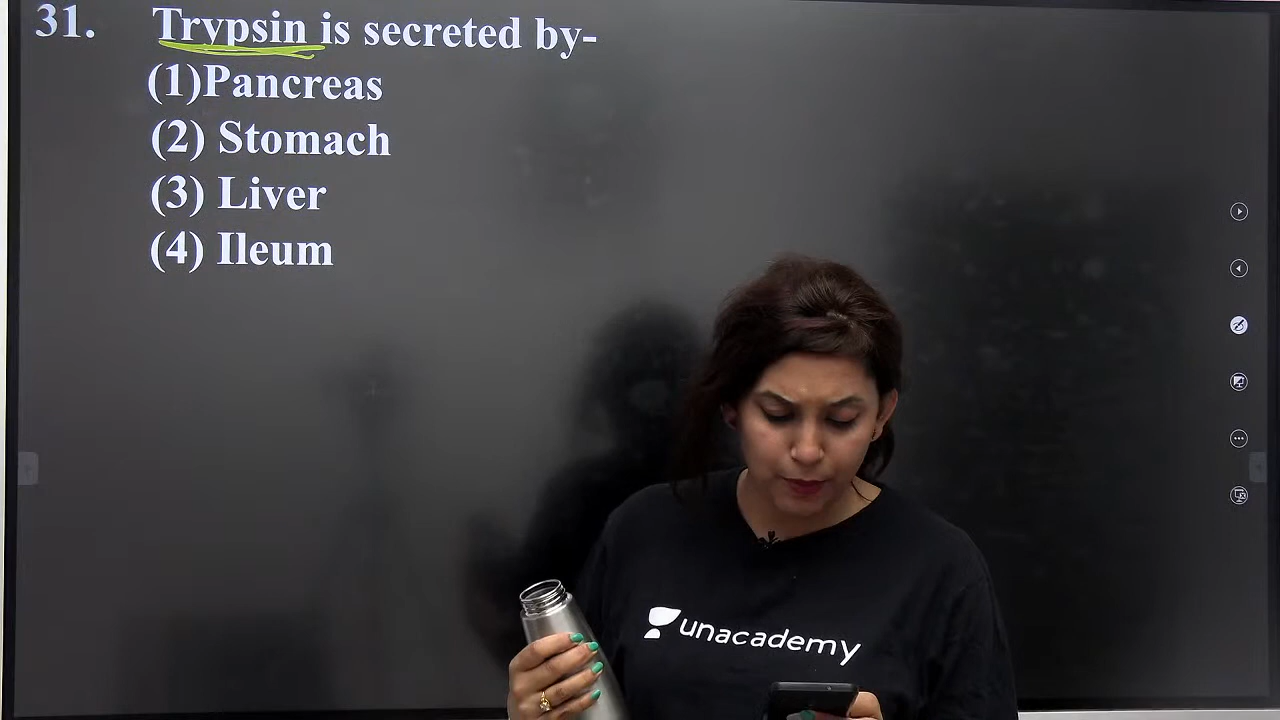 31. Trypsin is secreted by-
(1)Pancreas
(2) Stomach
(3) Liver
(4) Ileum
unacademy